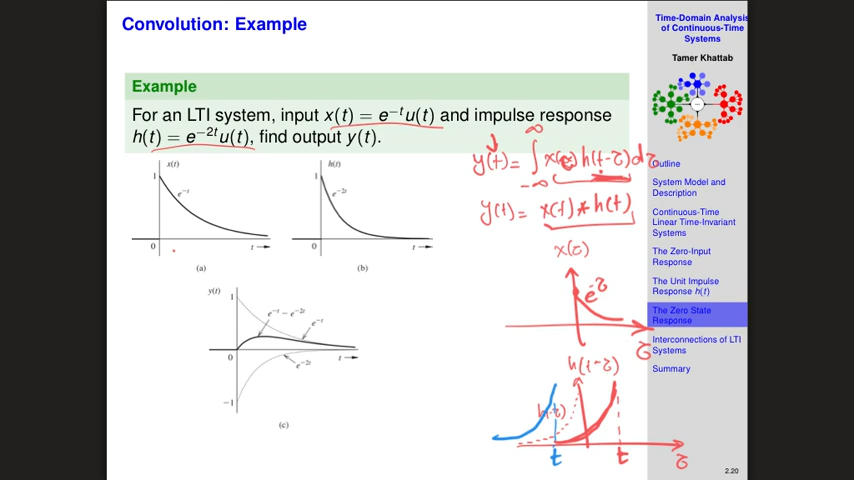 Convolution: Example
Example
For an LTI system, input x(t) = e^{−t}u(t) and impulse response
h(t) = e^{−2t}u(t), find output y(t).
x(t)
1
e^{−t}
0
t
(a)
h(t)
1
e^{−2t}
0
t
(b)
y(t)
1
e^{−t} − e^{−2t}
e^{−t}
0
t
e^{−2t}
−1
(c)
y(t) = ∫_{-∞}^{∞} x(τ) h(t-τ) dτ
y(t) = x(t) * h(t)
x(τ)
e^{-τ}
τ
h(t-τ)
h(-τ)
t
t
τ
Time-Domain Analysis
of Continuous-Time
Systems
Tamer Khattab
Outline
System Model and
Description
Continuous-Time
Linear Time-Invariant
Systems
The Zero-Input
Response
The Unit Impulse
Response h(t)
The Zero State
Response
Interconnections of LTI
Systems
Summary
2.20